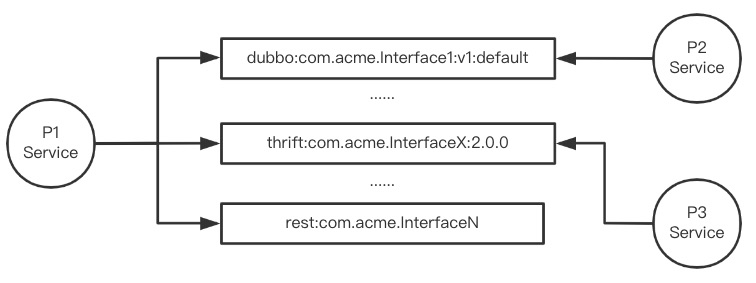 dubbo:com.acme.Interface1:v1:default
P2
Service
......
P1
Service
thrift:com.acme.InterfaceX:2.0.0
......
rest:com.acme.InterfaceN
P3
Service